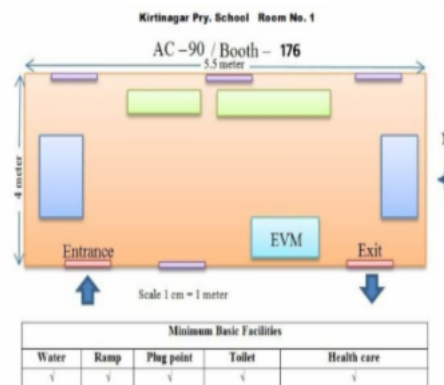 Kirtinagar Pry. School Room No. 1
AC – 90 / Booth – 176
5.5 meter
4 meter
Entrance
EVM
Exit
Scale 1 cm = 1 meter
Minimum Basic Facilities
Water Ramp Plug point Toilet Health care
√ √ √ √ √